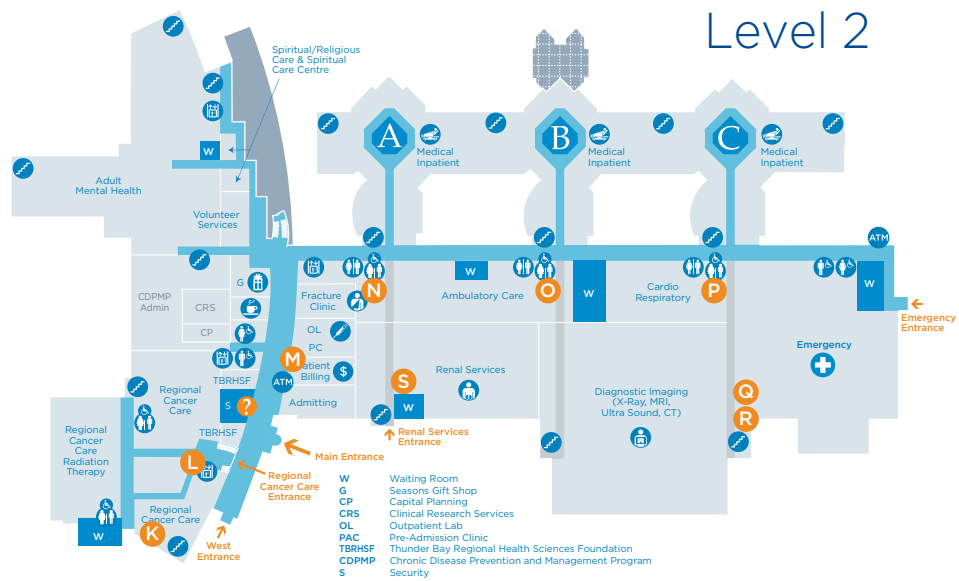 Level 2
Spiritual/Religious
Care & Spiritual
Care Centre
A
B
C
Medical
Inpatient
Medical
Inpatient
Medical
Inpatient
W
Adult
Mental Health
Volunteer
Services
ATM
G
Fracture
Clinic
N
W
Ambulatory Care
O
W
Cardio
Respiratory
P
W
Emergency
Entrance
CDPMP
Admin
CRS
CP
OL
PC
M
Patient
Billing
$
ATM
Admitting
TBRHSF
S
?
TBRHSF
Regional
Cancer
Care
S
W
Renal Services
Renal Services
Entrance
Emergency
Diagnostic Imaging
(X-Ray, MRI,
Ultra Sound, CT)
Q
R
Regional
Cancer
Care
Radiation
Therapy
L
Main Entrance
Regional
Cancer Care
Entrance
Regional
Cancer Care
K
W
West
Entrance
W Waiting Room
G Seasons Gift Shop
CP Capital Planning
CRS Clinical Research Services
OL Outpatient Lab
PAC Pre-Admission Clinic
TBRHSF Thunder Bay Regional Health Sciences Foundation
CDPMP Chronic Disease Prevention and Management Program
S Security